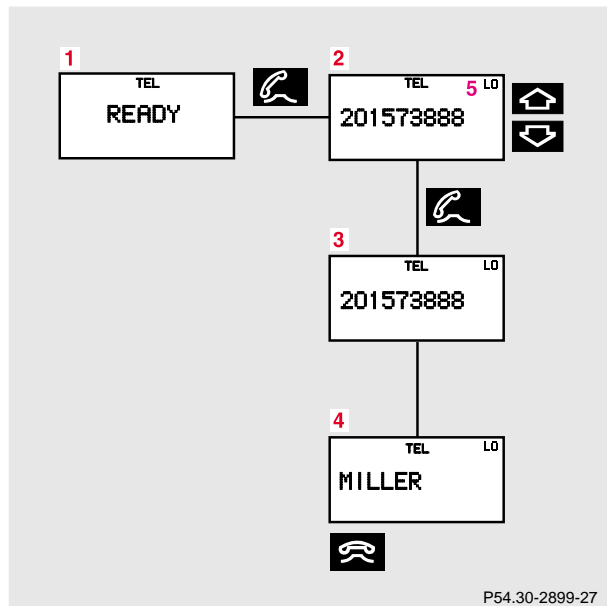 1
TEL
READY
2
TEL
5 LO
201573888
3
TEL LO
201573888
4
TEL LO
MILLER
P54.30-2899-27